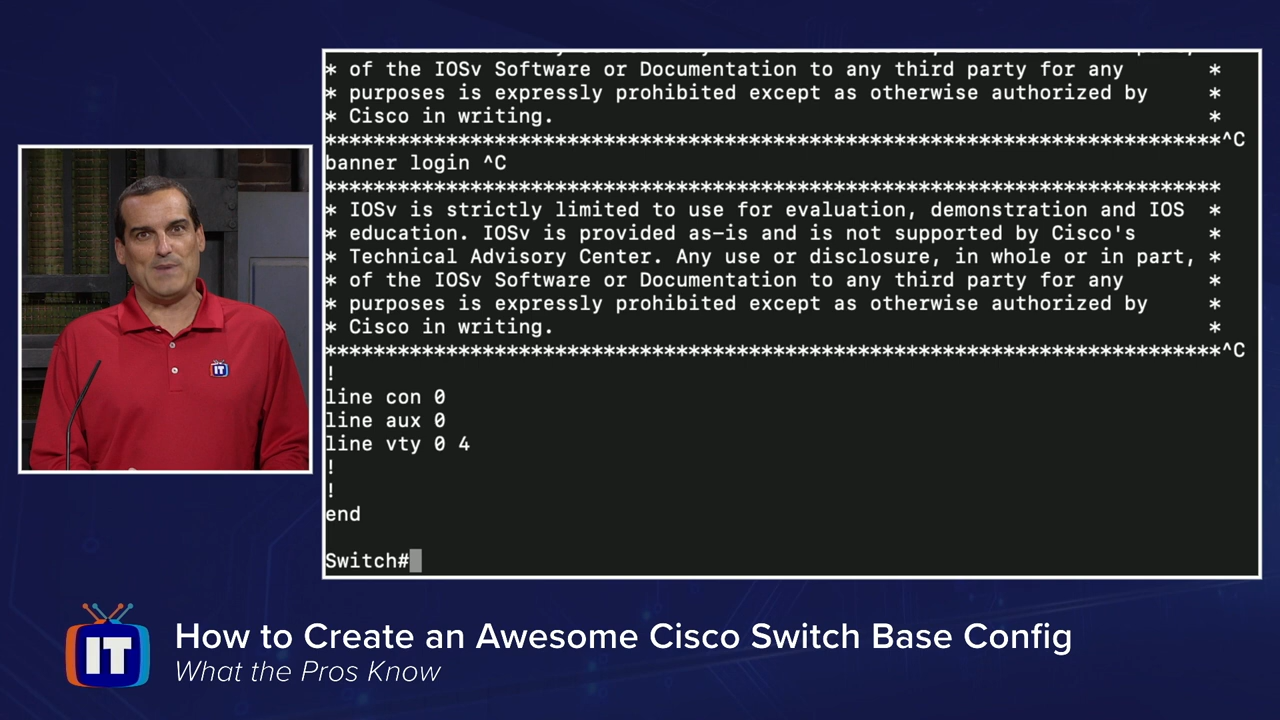 * of the IOSv Software or Documentation to any third party for any *
* purposes is expressly prohibited except as otherwise authorized by *
* Cisco in writing. *
**************************************************************************^C
banner login ^C
**************************************************************************
* IOSv is strictly limited to use for evaluation, demonstration and IOS *
* education. IOSv is provided as-is and is not supported by Cisco's *
* Technical Advisory Center. Any use or disclosure, in whole or in part, *
* of the IOSv Software or Documentation to any third party for any *
* purposes is expressly prohibited except as otherwise authorized by *
* Cisco in writing. *
**************************************************************************^C
!
line con 0
line aux 0
line vty 0 4
!
!
end
Switch#
IT
IT
How to Create an Awesome Cisco Switch Base Config
What the Pros Know